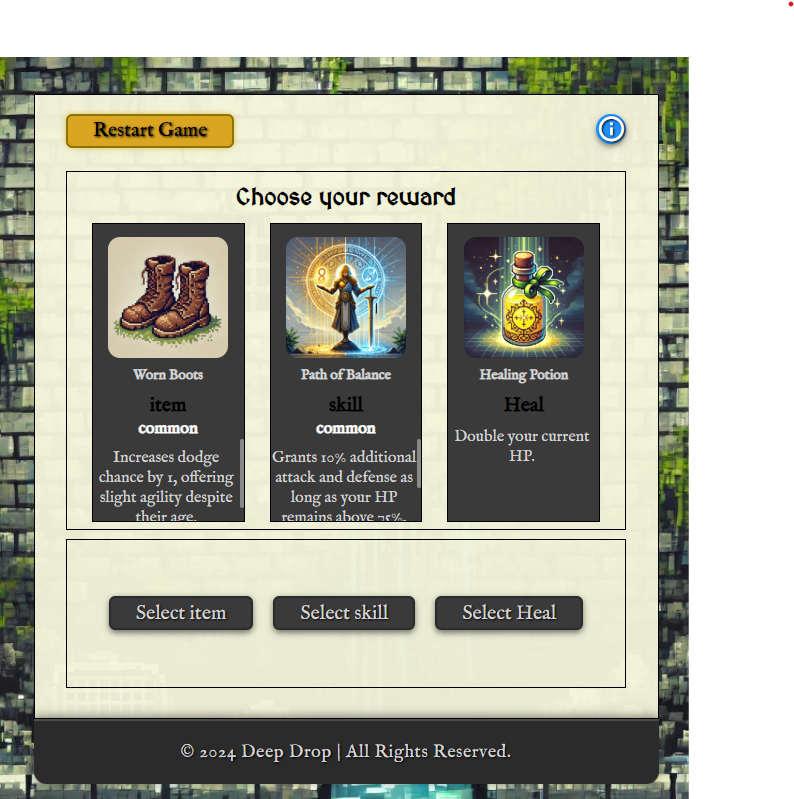 Restart Game
Choose your reward
Worn Boots
item
common
Increases dodge
chance by 1, offering
slight agility despite
their age.
Path of Balance
skill
common
Grants 10% additional
attack and defense as
long as your HP
remains above 75%.
Healing Potion
Heal
Double your current
HP.
Select item
Select skill
Select Heal
© 2024 Deep Drop | All Rights Reserved.